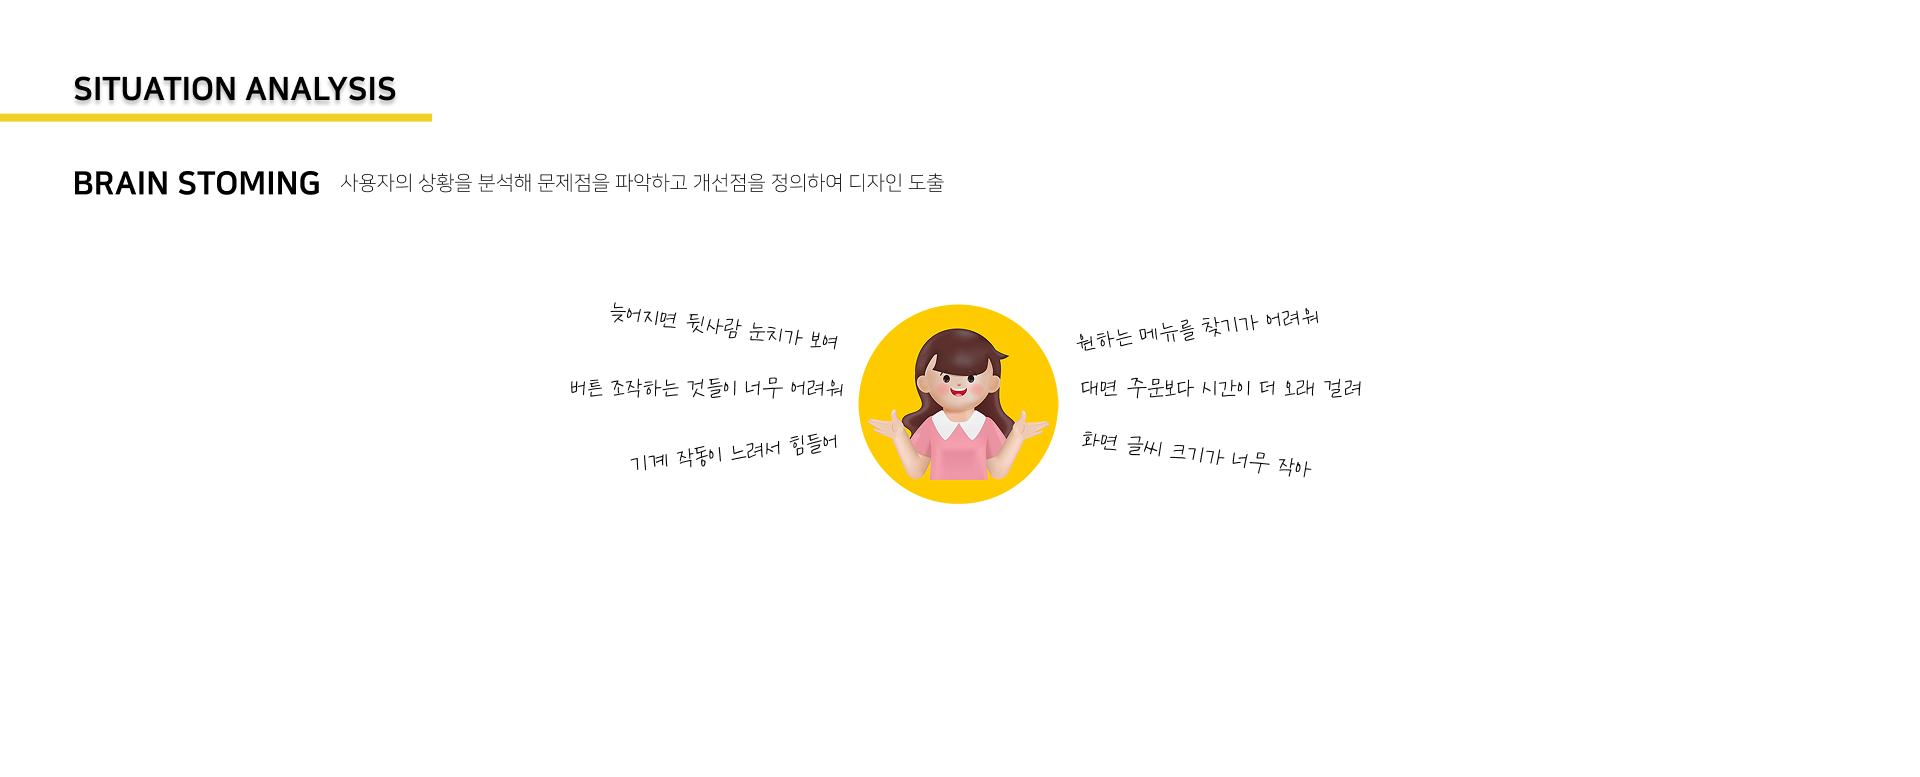 SITUATION ANALYSIS
BRAIN STOMING 사용자의 상황을 분석해 문제점을 파악하고 개선점을 정의하여 디자인 도출
늦어지면 뒷사람 눈치가 보여
버튼 조작하는 것들이 너무 어려워
기계 작동이 느려서 힘들어
원하는 메뉴를 찾기가 어려워
대면 주문보다 시간이 더 오래 걸려
화면 글씨 크기가 너무 작아